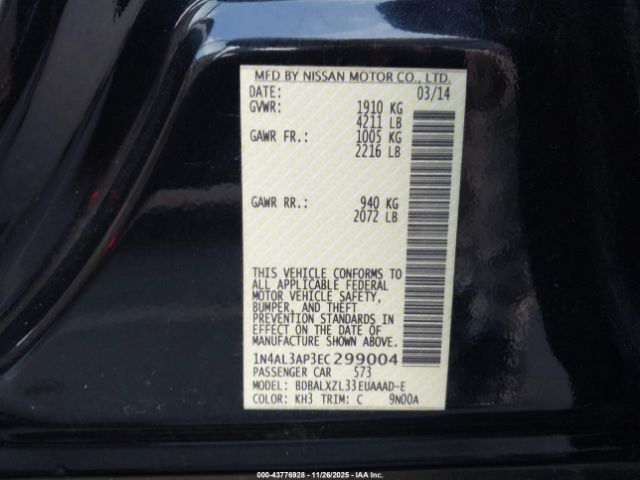 MFD BY NISSAN MOTOR CO., LTD.
DATE: 03/14
GVWR: 1910 KG
4211 LB
GAWR FR.: 1005 KG
2216 LB
GAWR RR.: 940 KG
2072 LB
THIS VEHICLE CONFORMS TO
ALL APPLICABLE FEDERAL
MOTOR VEHICLE SAFETY,
BUMPER, AND THEFT
PREVENTION STANDARDS IN
EFFECT ON THE DATE OF
MANUFACTURE SHOWN ABOVE.
1N4AL3AP3EC299004
PASSENGER CAR 573
MODEL: BDBALXZL33EUAAAD-E
COLOR: KH3 TRIM: C 9N00A
000-43776928 - 11/26/2025 - IAAI.COM